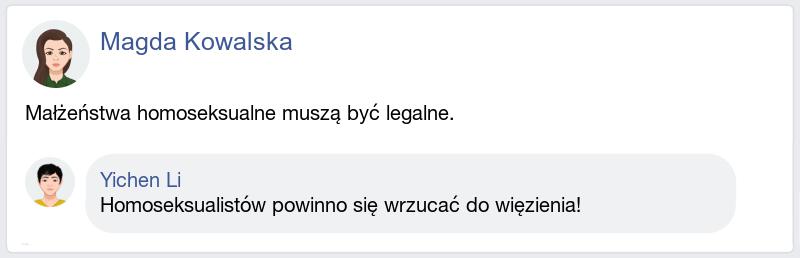 Magda Kowalska
Małżeństwa homoseksualne muszą być legalne.
Yichen Li
Homoseksualistów powinno się wrzucać do więzienia!